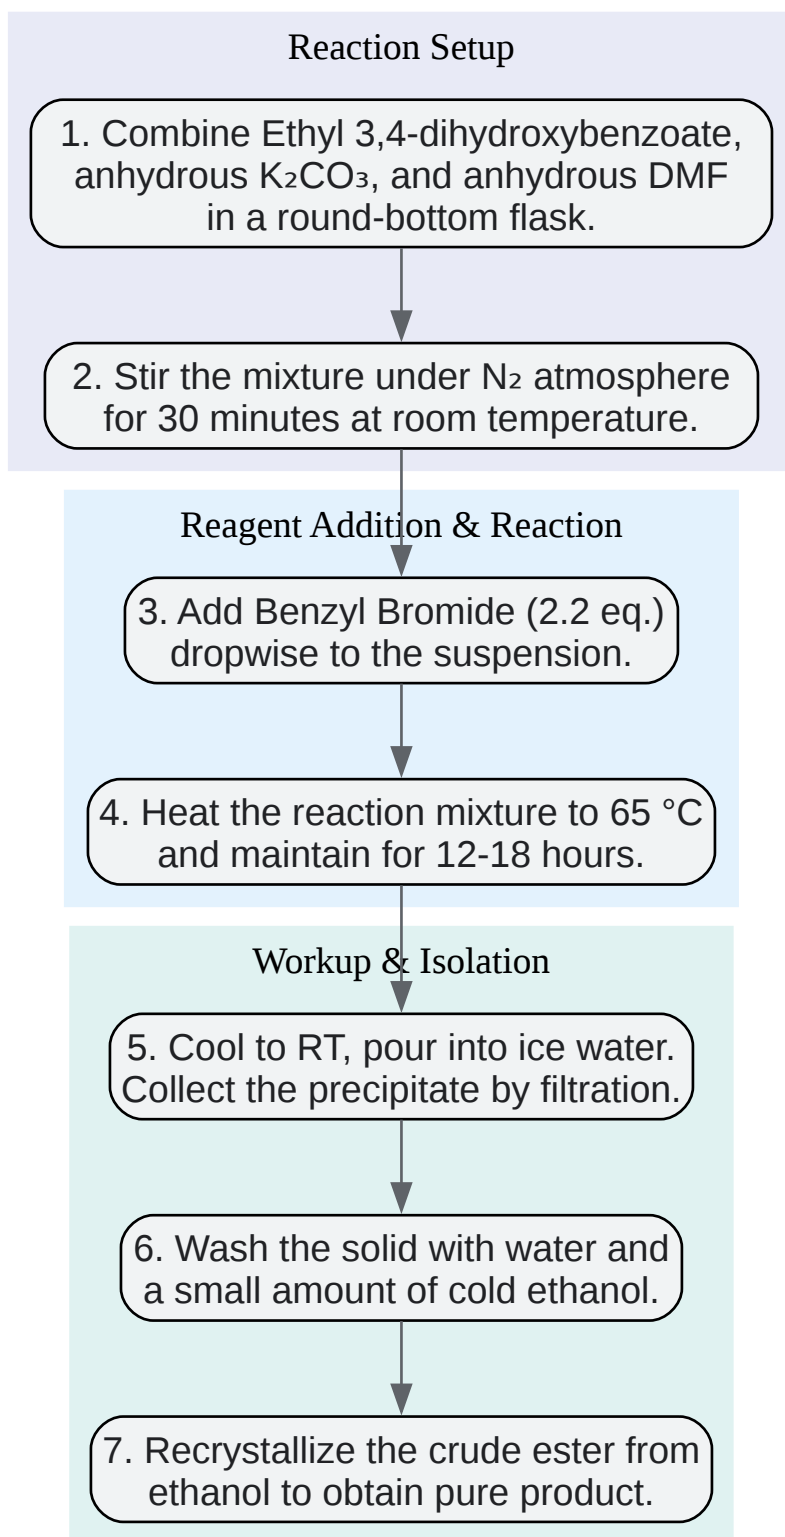 Reaction Setup
1. Combine Ethyl 3,4-dihydroxybenzoate,
anhydrous K₂CO₃, and anhydrous DMF
in a round-bottom flask.
2. Stir the mixture under N₂ atmosphere
for 30 minutes at room temperature.
Reagent Addition & Reaction
3. Add Benzyl Bromide (2.2 eq.)
dropwise to the suspension.
4. Heat the reaction mixture to 65 °C
and maintain for 12-18 hours.
Workup & Isolation
5. Cool to RT, pour into ice water.
Collect the precipitate by filtration.
6. Wash the solid with water and
a small amount of cold ethanol.
7. Recrystallize the crude ester from
ethanol to obtain pure product.